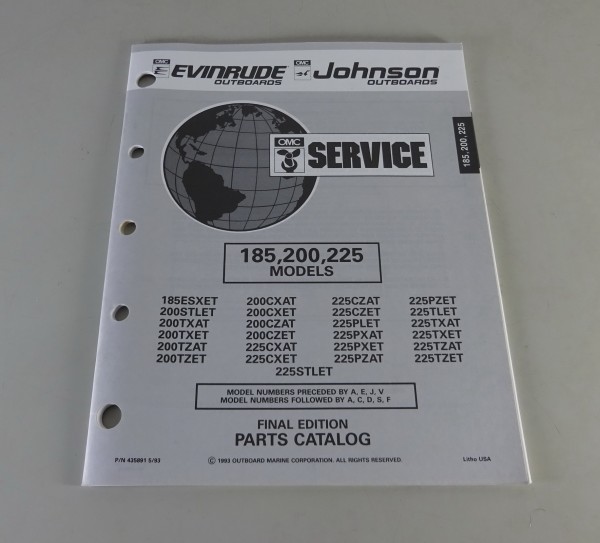 OMC EVINRUDE OUTBOARDS OMC Johnson OUTBOARDS
185, 200, 225
OMC SERVICE
185,200,225
MODELS
185ESXET 200CXAT 225CZAT 225PZET
200STLET 200CXET 225CZET 225TLET
200TXAT 200CZAT 225PLET 225TXAT
200TXET 200CZET 225PXAT 225TXET
200TZAT 225CXAT 225PXET 225TZAT
200TZET 225CXET 225PZAT 225TZET
225STLET
MODEL NUMBERS PRECEDED BY A, E, J, V
MODEL NUMBERS FOLLOWED BY A, C, D, S, F
FINAL EDITION
PARTS CATALOG
P/N 435891 5/93 © 1993 OUTBOARD MARINE CORPORATION. ALL RIGHTS RESERVED. Litho USA